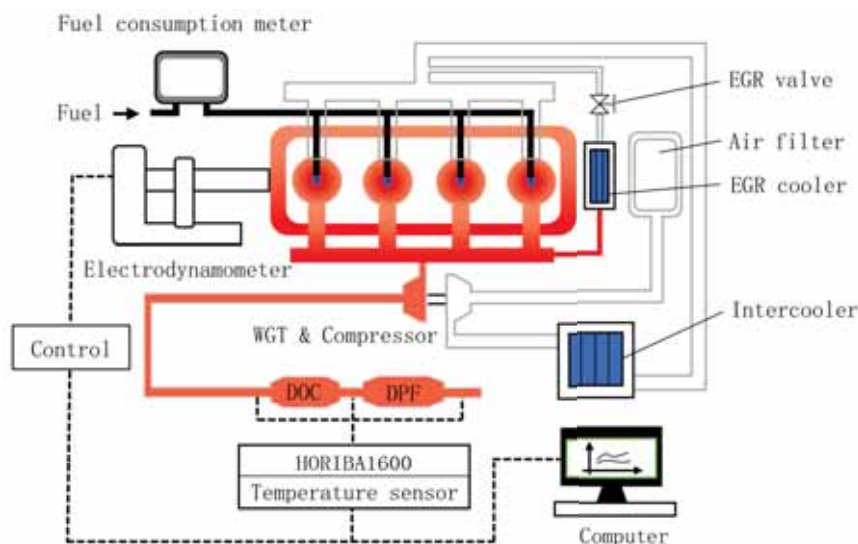 Fuel consumption meter
Fuel
EGR valve
Air filter
EGR cooler
Electrodynamometer
WGT & Compressor
Intercooler
Control
DOC
DPF
HORIBA1600
Temperature sensor
Computer